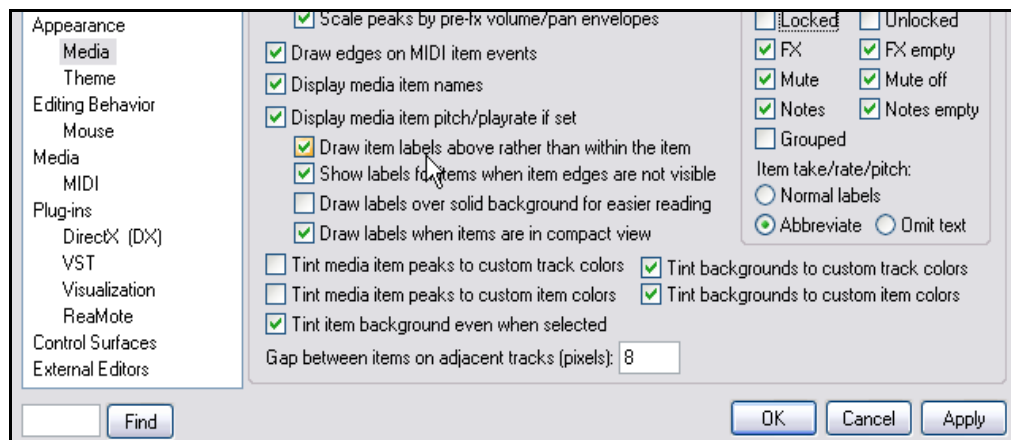 Appearance
Media
Theme
Editing Behavior
Mouse
Media
MIDI
Plug-ins
DirectX (DX)
VST
Visualization
ReaMote
Control Surfaces
External Editors
Find
Scale peaks by pre-fx volume/pan envelopes
Draw edges on MIDI item events
Display media item names
Display media item pitch/playrate if set
Draw item labels above rather than within the item
Show labels for items when item edges are not visible
Draw labels over solid background for easier reading
Draw labels when items are in compact view
Tint media item peaks to custom track colors Tint backgrounds to custom track colors
Tint media item peaks to custom item colors Tint backgrounds to custom item colors
Tint item background even when selected
Gap between items on adjacent tracks (pixels): 8
Locked Unlocked
FX FX empty
Mute Mute off
Notes Notes empty
Grouped
Item take/rate/pitch:
Normal labels
Abbreviate Omit text
OK Cancel Apply